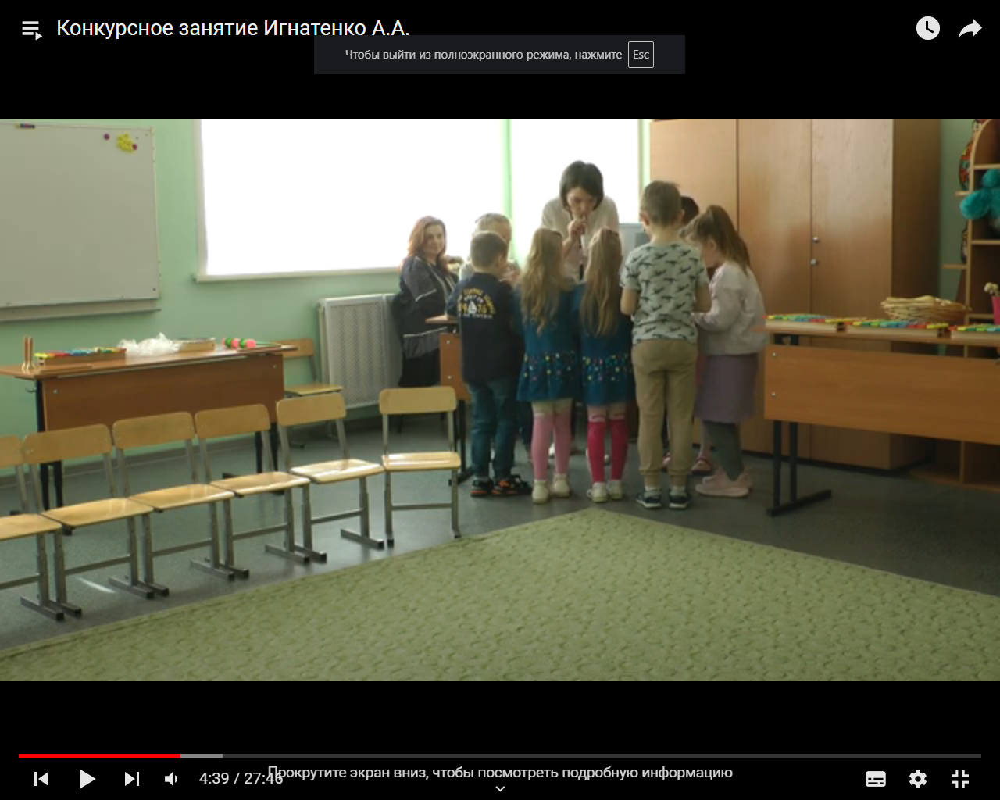 Конкурсное занятие Игнатенко А.А.
Чтобы выйти из полноэкранного режима, нажмите Esc
4:39 / 27:46
Прокрутите экран вниз, чтобы посмотреть подробную информацию